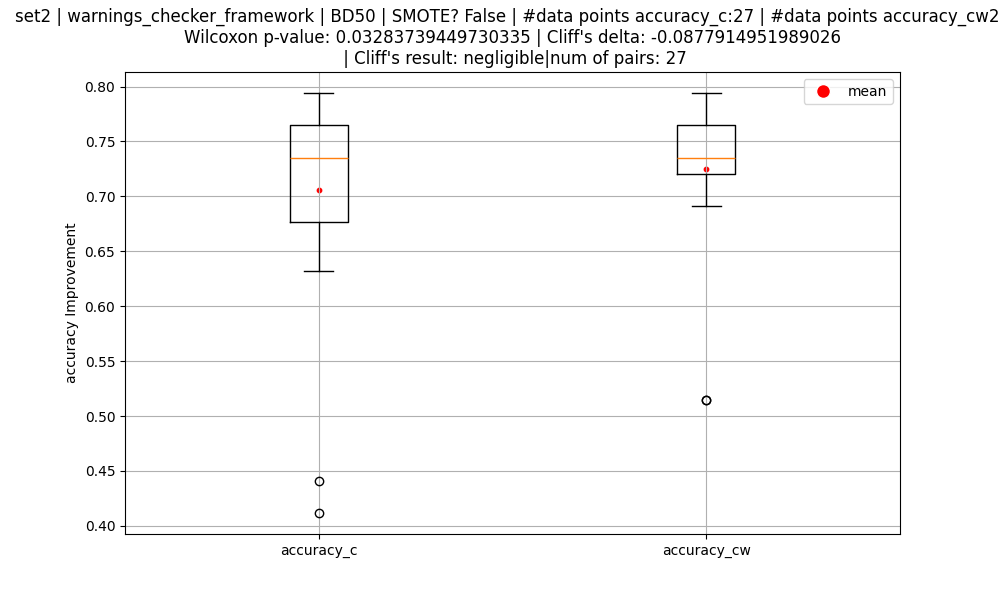 set2 | warnings_checker_framework | BD50 | SMOTE? False | #data points accuracy_c:27 | #data points accuracy_cw2
Wilcoxon p-value: 0.03283739449730335 | Cliff's delta: -0.0877914951989026
| Cliff's result: negligible|num of pairs: 27
mean
0.80
0.75
0.70
0.65
0.60
0.55
0.50
0.45
0.40
accuracy Improvement
accuracy_c
accuracy_cw